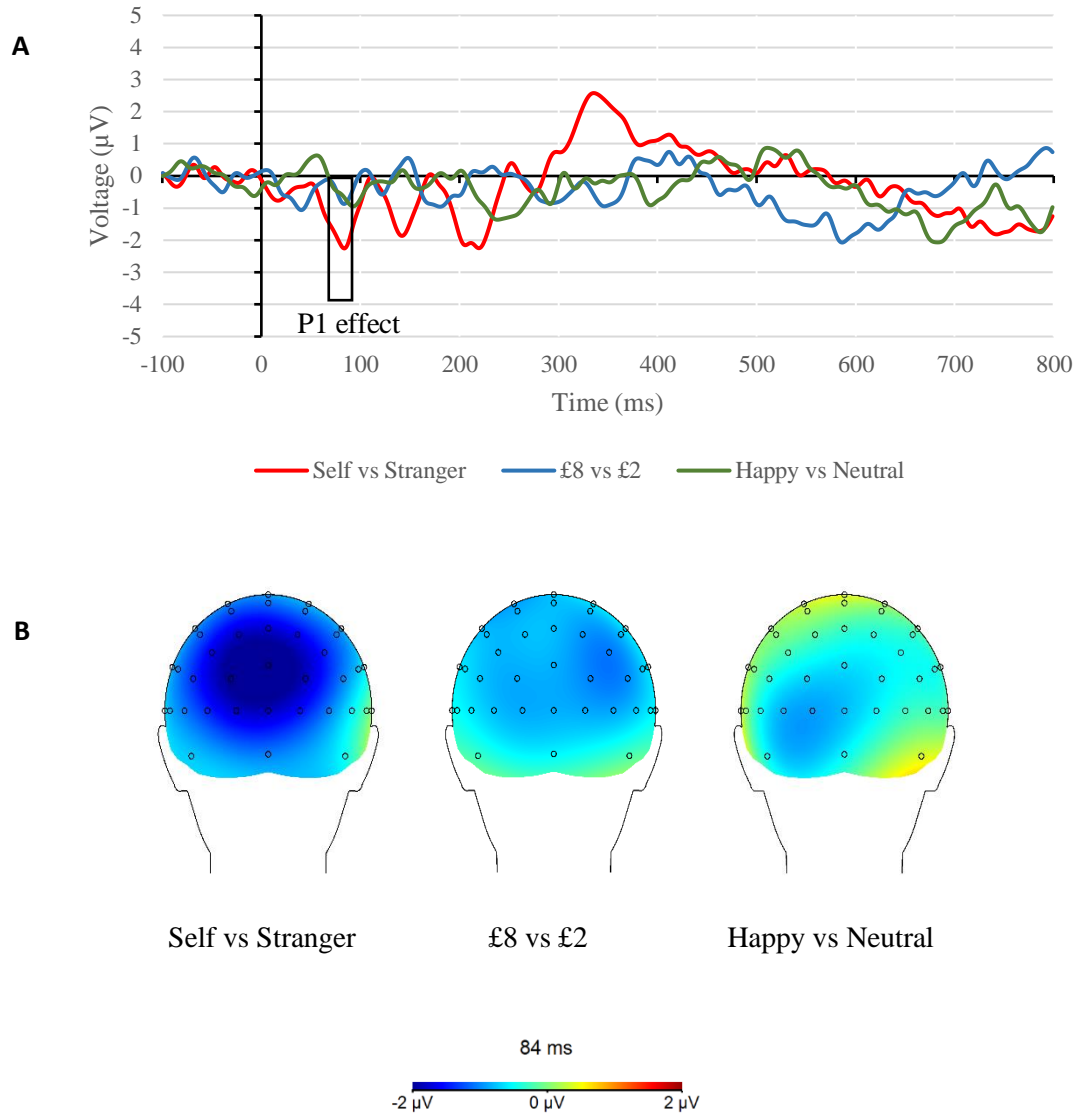 A
Voltage (µV)
5
4
3
2
1
0
-1
-2
-3
-4
-5
P1 effect
-100 0 100 200 300 400 500 600 700 800
Time (ms)
Self vs Stranger £8 vs £2 Happy vs Neutral
B
Self vs Stranger £8 vs £2 Happy vs Neutral
84 ms
-2 µV 0 µV 2 µV